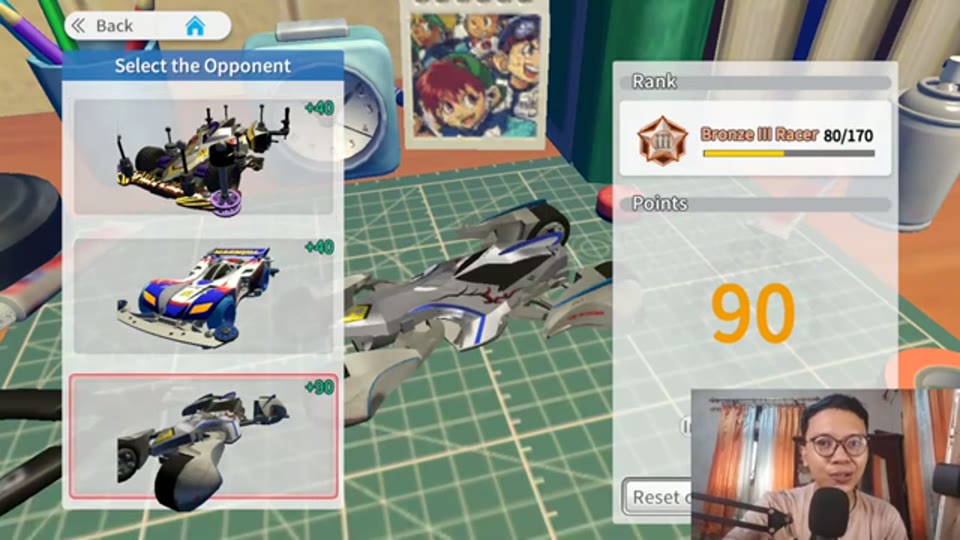 Back
Select the Opponent
+40
+40
+90
Rank
Bronze III Racer 80/170
Points
90
Reset